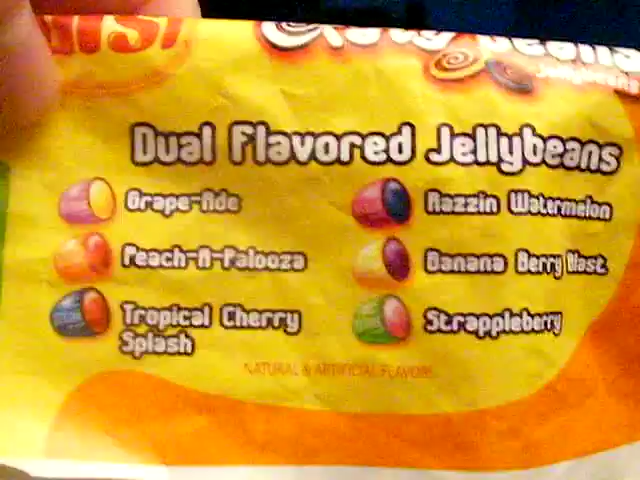 Dual Flavored Jellybeans
Grape-Ade
Razzin Watermelon
Peach-A-Palooza
Banana Berry Blast
Tropical Cherry
Splash
Strappleberry
NATURAL & ARTIFICIAL FLAVORS